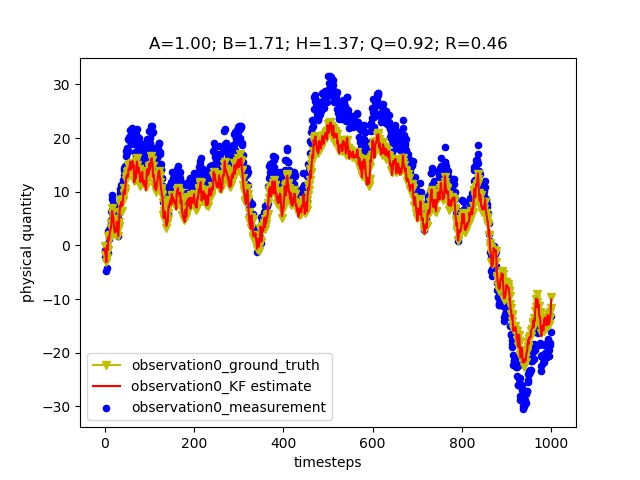 A=1.00; B=1.71; H=1.37; Q=0.92; R=0.46
physical quantity
30
20
10
0
−10
−20
−30
observation0_ground_truth
observation0_KF estimate
observation0_measurement
0
200
400
600
800
1000
timesteps